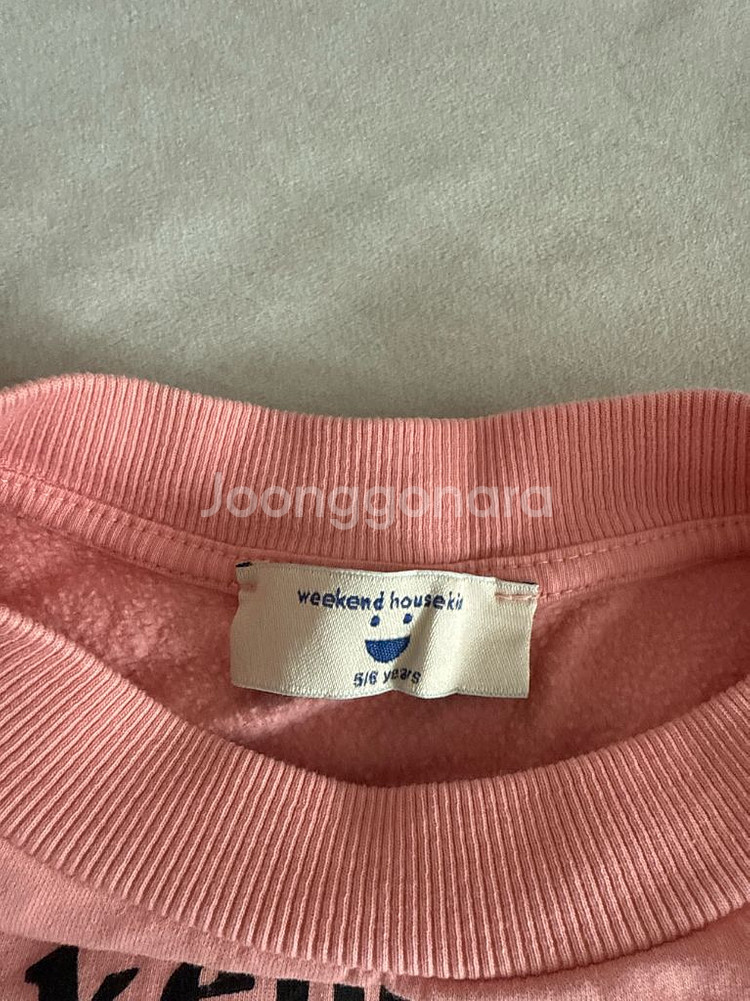 Joonggonara
weekend house
5/6 years